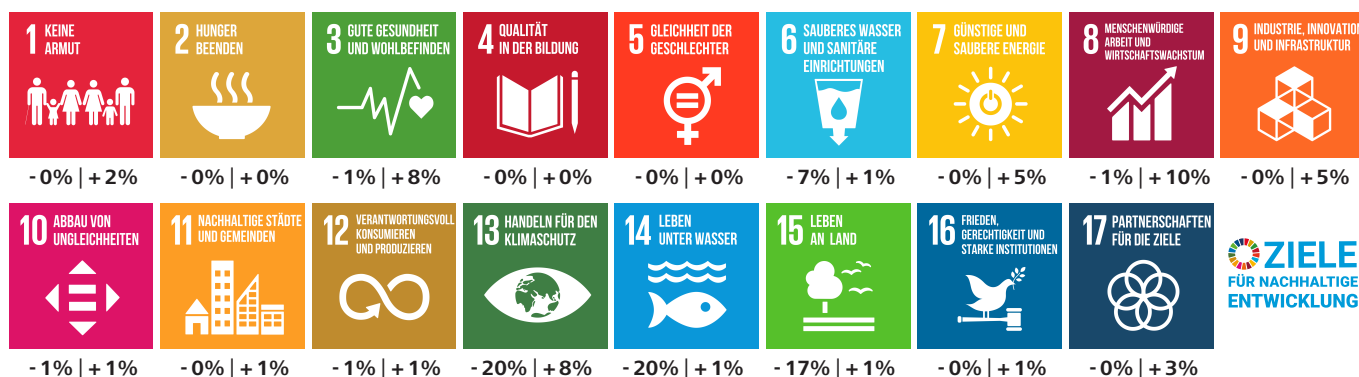 1 KEINE
ARMUT
2 HUNGER
BEENDEN
3 GUTE GESUNDHEIT
UND WOHLBEFINDEN
4 QUALITÄT
IN DER BILDUNG
5 GLEICHHEIT DER
GESCHLECHTER
6 SAUBERES WASSER
UND SANITÄRE
EINRICHTUNGEN
7 GÜNSTIGE UND
SAUBERE ENERGIE
8 MENSCHENWÜRDIGE
ARBEIT UND
WIRTSCHAFTSWACHSTUM
9 INDUSTRIE, INNOVATION
UND INFRASTRUKTUR
-0% | +2%
-0% | +0%
-1% | +8%
-0% | +0%
-0% | +0%
-7% | +1%
-0% | +5%
-1% | +10%
-0% | +5%
10 ABBAU VON
UNGLEICHHEITEN
11 NACHHALTIGE STÄDTE
UND GEMEINDEN
12 VERANTWORTUNGSVOLL
KONSUMIEREN
UND PRODUZIEREN
13 HANDELN FÜR DEN
KLIMASCHUTZ
14 LEBEN
UNTER WASSER
15 LEBEN
AN LAND
16 FRIEDEN,
GERECHTIGKEIT UND
STARKE INSTITUTIONEN
17 PARTNERSCHAFTEN
FÜR DIE ZIELE
ZIELE
FÜR NACHHALTIGE
ENTWICKLUNG
-1% | +1%
-0% | +1%
-1% | +1%
-20% | +8%
-20% | +1%
-17% | +1%
-0% | +1%
-0% | +3%